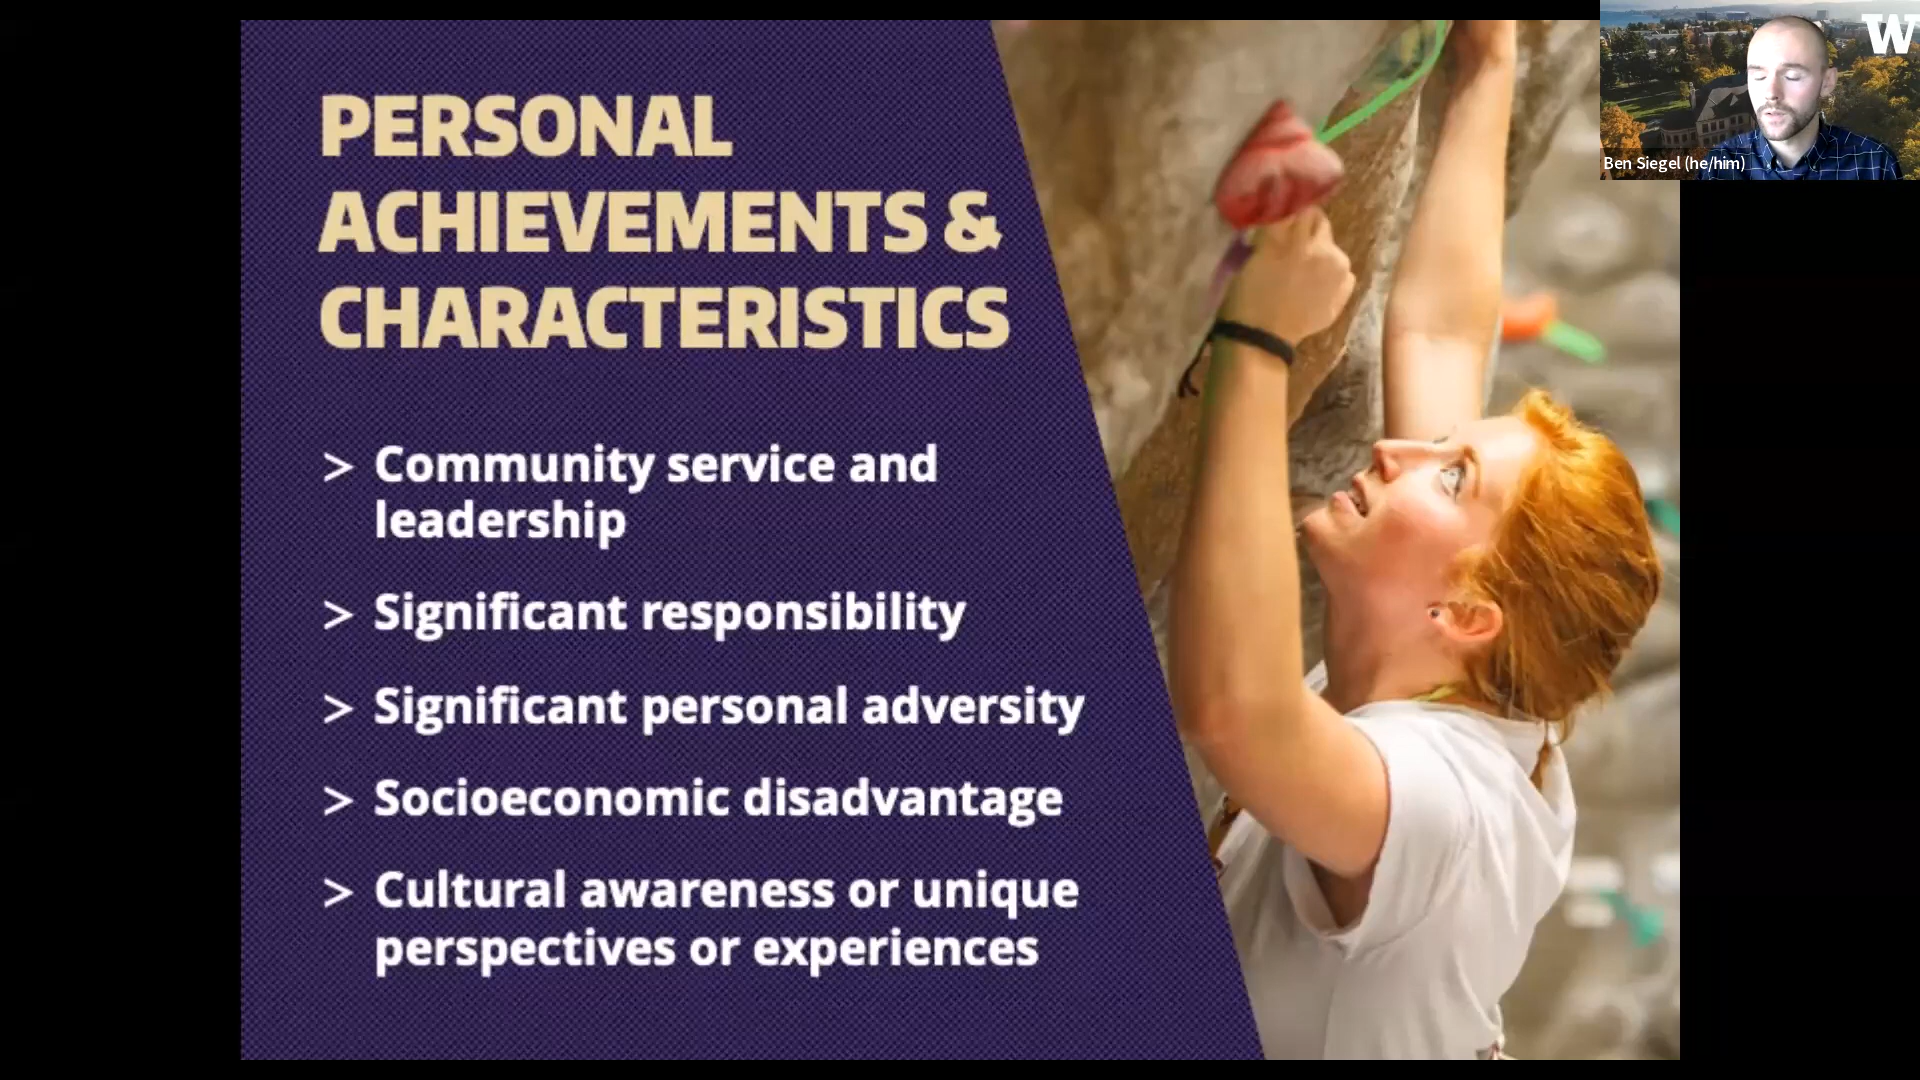 PERSONAL
ACHIEVEMENTS &
CHARACTERISTICS
> Community service and
leadership
> Significant responsibility
> Significant personal adversity
> Socioeconomic disadvantage
> Cultural awareness or unique
perspectives or experiences
W
Ben Siegel (he/him)